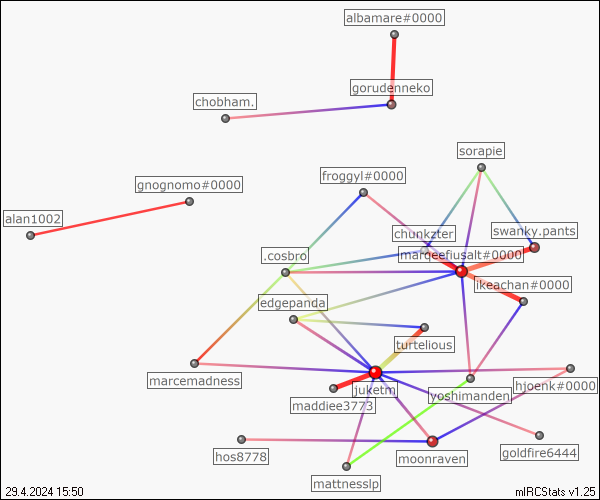 albamare#0000
gorudenneko
chobham.
sorapie
froggyl#0000
gnognomo#0000
alan1002
chunkzter
swanky.pants
.cosbro
marqeefiusalt#0000
likeachan#0000
edgepanda
turtelious
marcemadness
juketm
yoshimanden
hjoenk#0000
maddiee3773
hos8778
moonraven
goldfire6444
mattnesslp
29.4.2024 15:50
mIRCStats v1.25